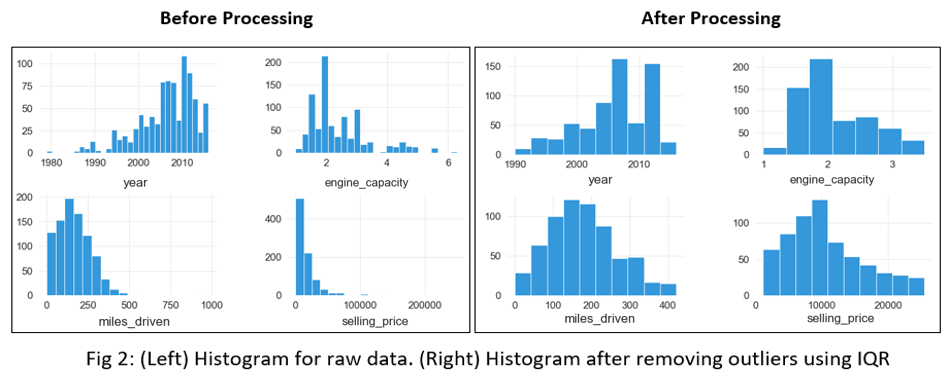 Before Processing
After Processing
100
75
50
25
0
1980 1990 2000 2010
year
200
150
100
50
0
2 4 6
engine_capacity
150
100
50
0
1990 2000 2010
year
200
150
100
50
0
1 2 3
engine_capacity
200
150
100
50
0
0 250 500 750 1000
miles_driven
400
200
0
0 100000 200000
selling_price
100
50
0
0 100 200 300 400
miles_driven
100
50
0
10000 20000
selling_price
Fig 2: (Left) Histogram for raw data. (Right) Histogram after removing outliers using IQR